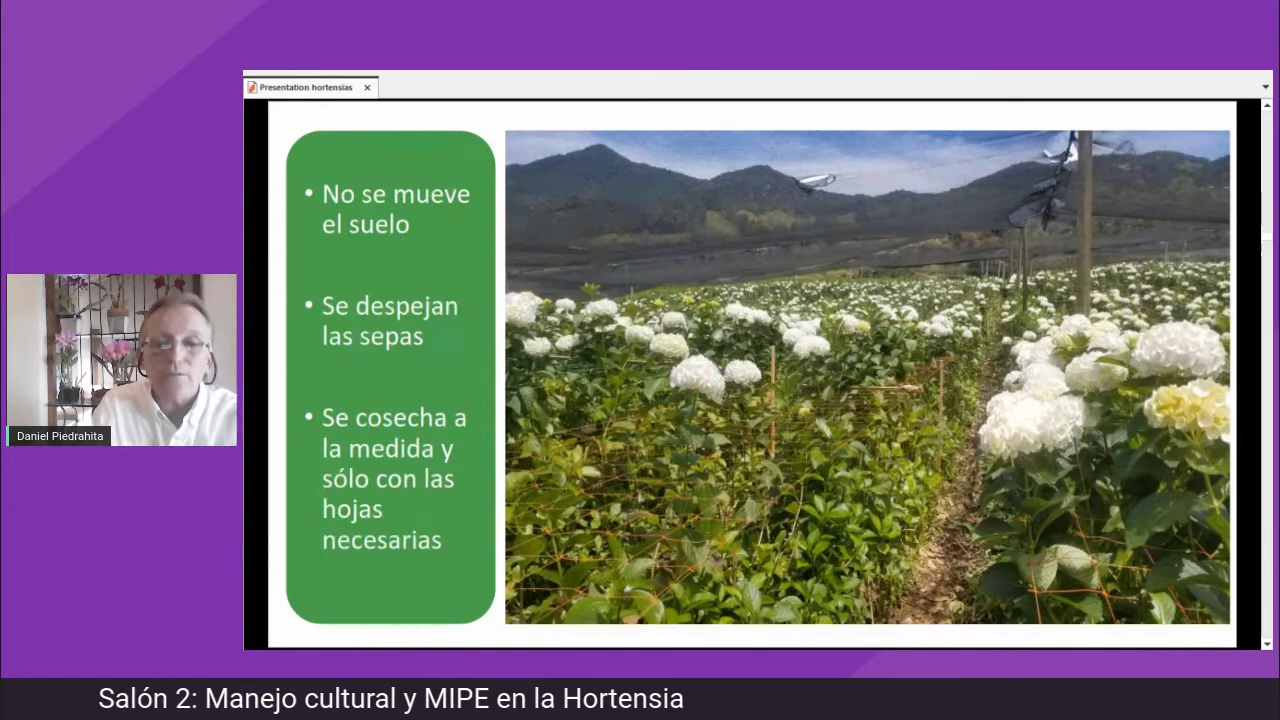 Presentation hortensias
• No se mueve
el suelo
• Se despejan
las sepas
• Se cosecha a
la medida y
sólo con las
hojas
necesarias
Daniel Piedrahita
Salón 2: Manejo cultural y MIPE en la Hortensia